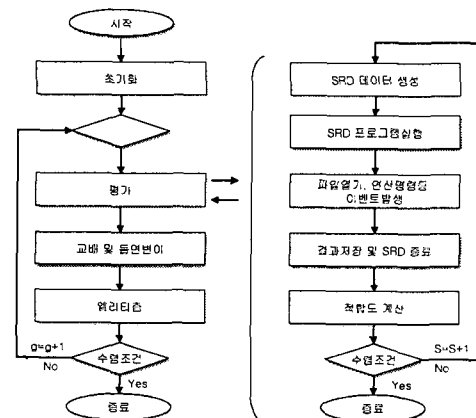 시작
초기화
평가
교배 및 돌연변이
엘리티즘
g=g+1
수렴조건
No
Yes
종료
SRD 데이터 생성
SRD 프로그램실행
파일열기, 연산명령등
이벤트발생
결과저장 및 SRD 종료
적합도 계산
S=S+1
수렴조건
No
Yes
종료